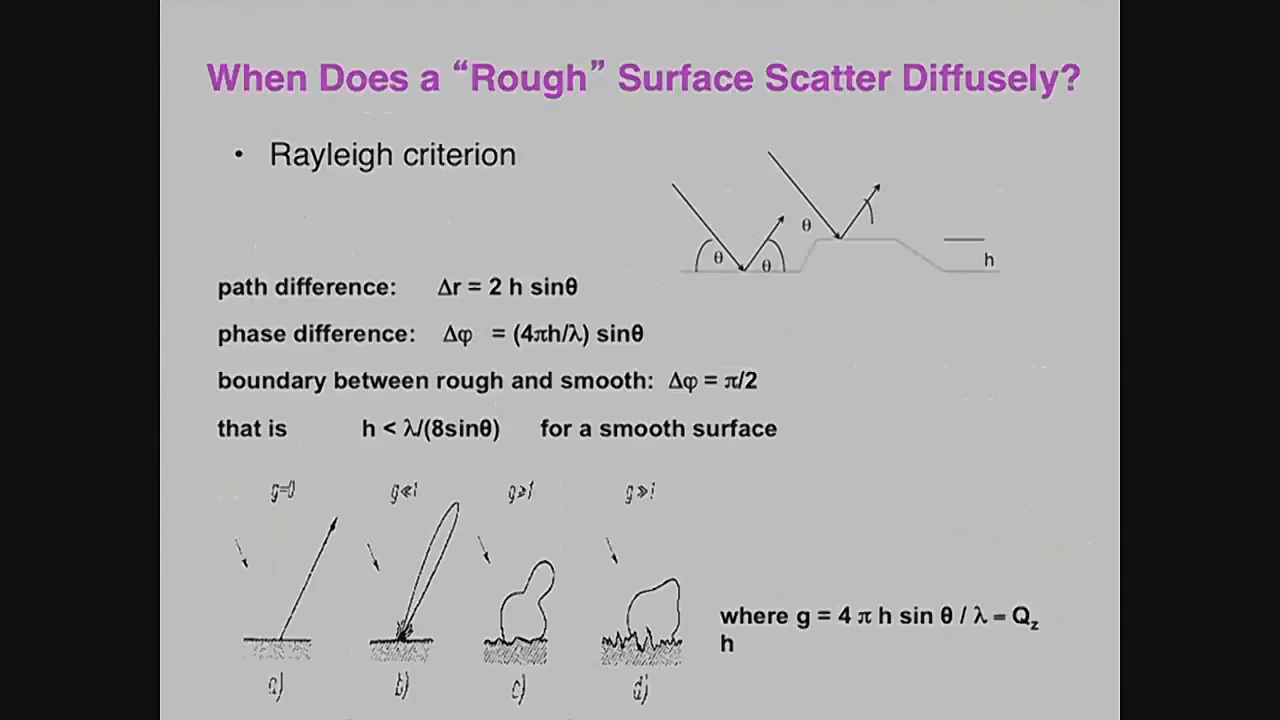 When Does a “Rough” Surface Scatter Diffusely?
• Rayleigh criterion
θ
θ
θ
h
path difference: Δr = 2 h sinθ
phase difference: Δφ = (4πh/λ) sinθ
boundary between rough and smooth: Δφ = π/2
that is h < λ/(8sinθ) for a smooth surface
g=0 g≪1 g≥1 g≫1
where g = 4 π h sin θ / λ = Qz
h
a) b) c) d)